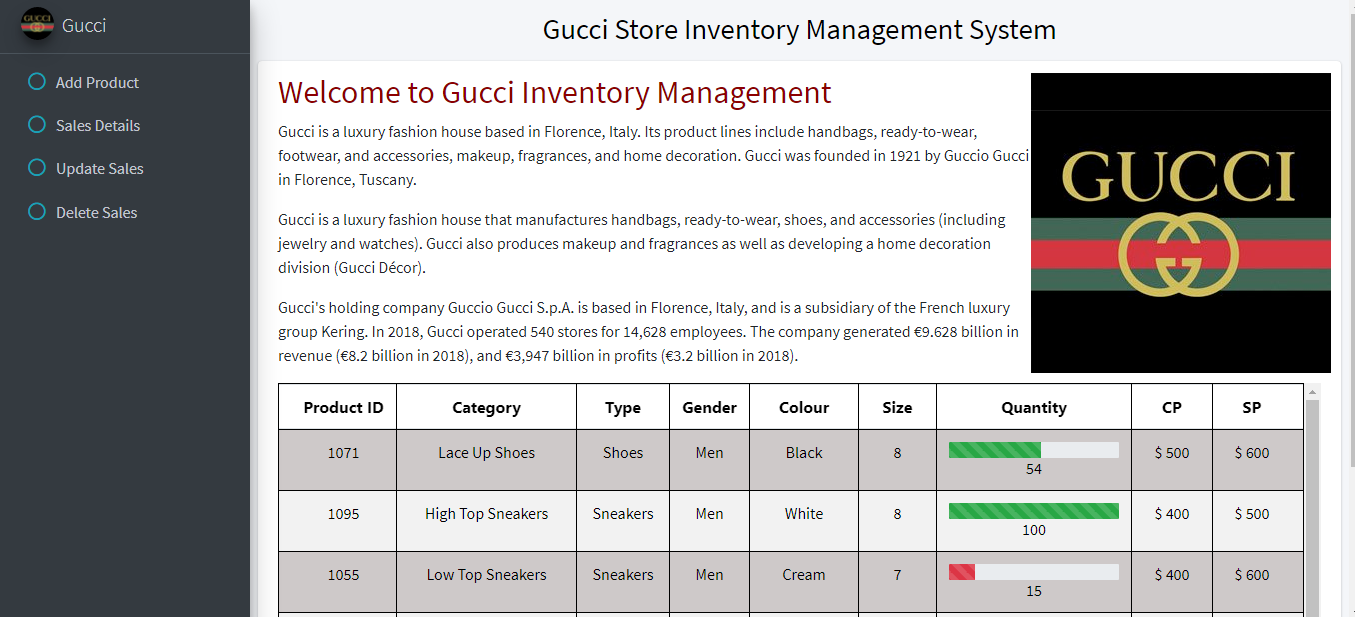 GUCCI
Gucci
Add Product
Sales Details
Update Sales
Delete Sales
Gucci Store Inventory Management System
Welcome to Gucci Inventory Management
Gucci is a luxury fashion house based in Florence, Italy. Its product lines include handbags, ready-to-wear,
footwear, and accessories, makeup, fragrances, and home decoration. Gucci was founded in 1921 by Guccio Gucci
in Florence, Tuscany.
Gucci is a luxury fashion house that manufactures handbags, ready-to-wear, shoes, and accessories (including
jewelry and watches). Gucci also produces makeup and fragrances as well as developing a home decoration
division (Gucci Décor).
Gucci's holding company Guccio Gucci S.p.A. is based in Florence, Italy, and is a subsidiary of the French luxury
group Kering. In 2018, Gucci operated 540 stores for 14,628 employees. The company generated €9.628 billion in
revenue (€8.2 billion in 2018), and €3,947 billion in profits (€3.2 billion in 2018).
GUCCI
Product ID Category Type Gender Colour Size Quantity CP SP
1071 Lace Up Shoes Shoes Men Black 8 54 $ 500 $ 600
1095 High Top Sneakers Sneakers Men White 8 100 $ 400 $ 500
1055 Low Top Sneakers Sneakers Men Cream 7 15 $ 400 $ 600